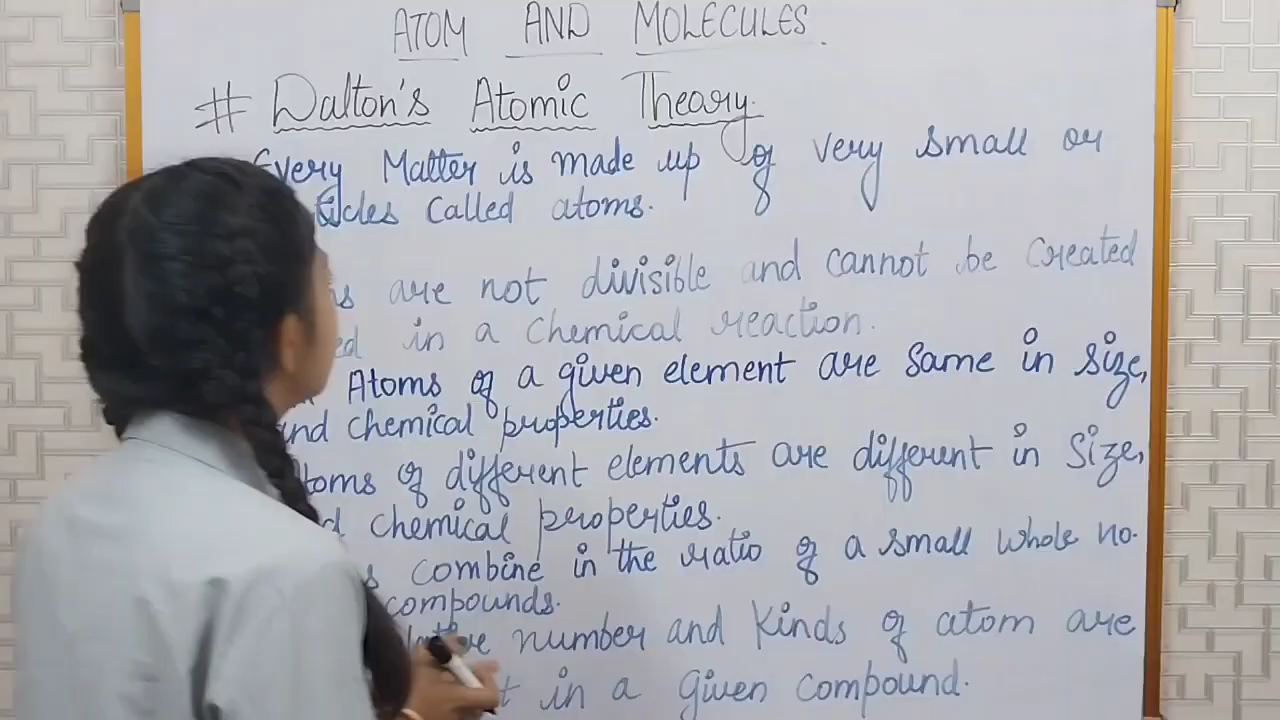 ATOM AND MOLECULES.
# Dalton's Atomic Theory.
Every Matter is made up of very small or
called atoms.
are not divisible and cannot be created
in a chemical reaction.
Atoms of a given element are same in size,
chemical properties.
of different elements are different in size,
chemical properties.
combine in the ratio of a small whole no.
compounds.
number and kinds of atom are
in a given compound.